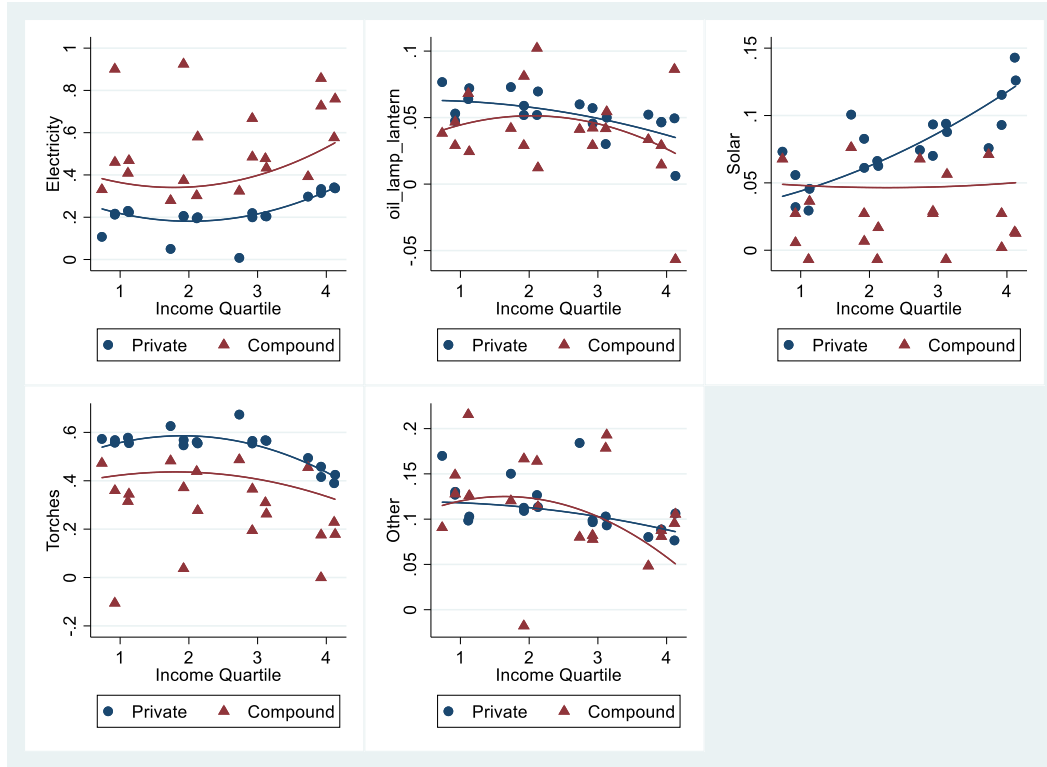 Electricity
0 .2 .4 .6 .8 1
1 2 3 4
Income Quartile
Private Compound
oil_lamp_lantern
-.05 0 .05 .1
1 2 3 4
Income Quartile
Private Compound
Solar
0 .05 .1 .15
1 2 3 4
Income Quartile
Private Compound
Torches
-.2 0 .2 .4 .6
1 2 3 4
Income Quartile
Private Compound
Other
0 .05 .1 .15 .2
1 2 3 4
Income Quartile
Private Compound